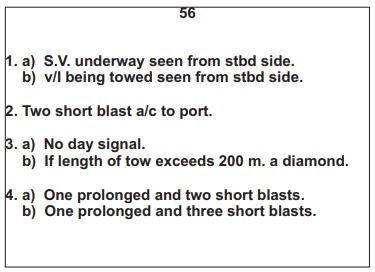 56
1. a) S.V. underway seen from stbd side.
b) v/l being towed seen from stbd side.
2. Two short blast a/c to port.
3. a) No day signal.
b) If length of tow exceeds 200 m. a diamond.
4. a) One prolonged and two short blasts.
b) One prolonged and three short blasts.